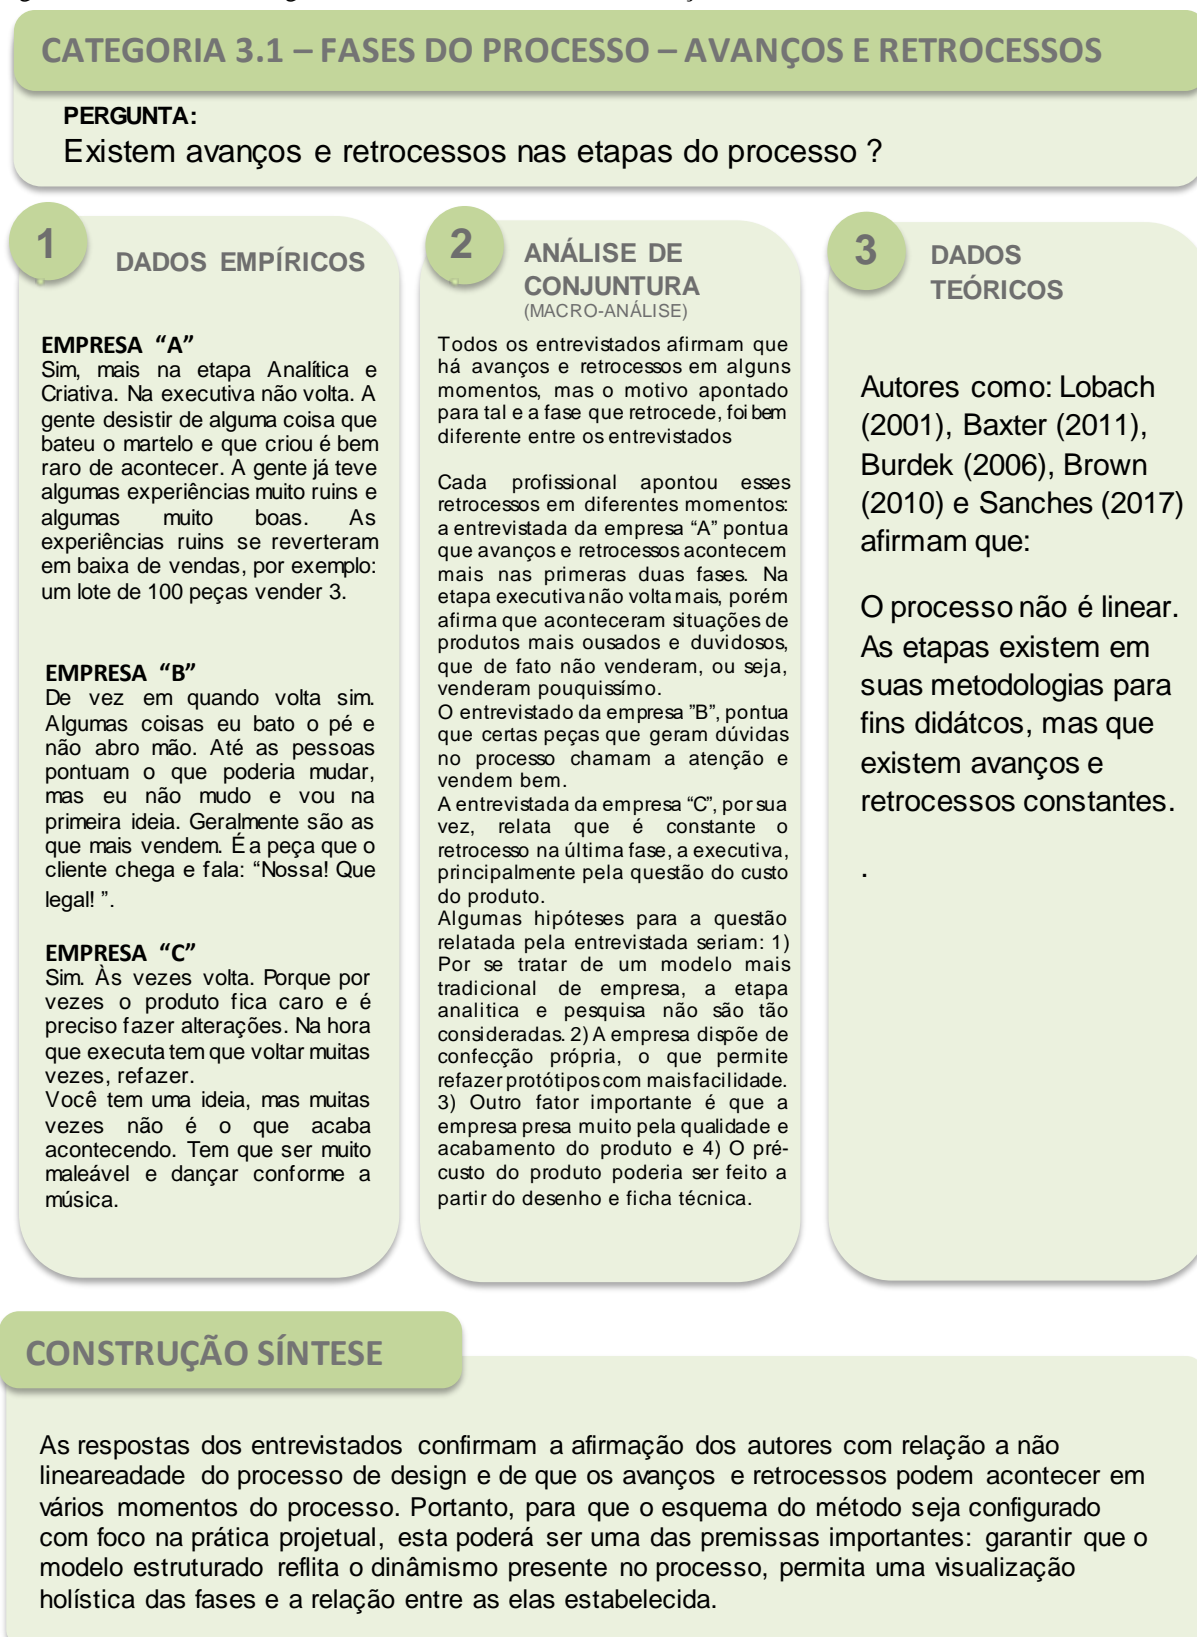 CATEGORIA 3.1 – FASES DO PROCESSO – AVANÇOS E RETROCESSOS
PERGUNTA:
Existem avanços e retrocessos nas etapas do processo ?
1
DADOS EMPÍRICOS
EMPRESA “A”
Sim, mais na etapa Analítica e
Criativa. Na executiva não volta. A
gente desistir de alguma coisa que
bateu o martelo e que criou é bem
raro de acontecer. A gente já teve
algumas experiências muito ruins e
algumas muito boas. As
experiências ruins se reverteram
em baixa de vendas, por exemplo:
um lote de 100 peças vender 3.
EMPRESA “B”
De vez em quando volta sim.
Algumas coisas eu bato o pé e
não abro mão. Até as pessoas
pontuam o que poderia mudar,
mas eu não mudo e vou na
primeira ideia. Geralmente são as
que mais vendem. É a peça que o
cliente chega e fala: “Nossa! Que
legal! ”.
EMPRESA “C”
Sim. Às vezes volta. Porque por
vezes o produto fica caro e é
preciso fazer alterações. Na hora
que executa tem que voltar muitas
vezes, refazer.
Você tem uma ideia, mas muitas
vezes não é o que acaba
acontecendo. Tem que ser muito
maleável e dançar conforme a
música.
2
ANÁLISE DE
CONJUNTURA
(MACRO-ANÁLISE)
Todos os entrevistados afirmam que
há avanços e retrocessos em alguns
momentos, mas o motivo apontado
para tal e a fase que retrocede, foi bem
diferente entre os entrevistados
Cada profissional apontou esses
retrocessos em diferentes momentos:
a entrevistada da empresa “A” pontua
que avanços e retrocessos acontecem
mais nas primeiras duas fases. Na
etapa executiva não volta mais, porém
afirma que aconteceram situações de
produtos mais ousados e duvidosos,
que de fato não venderam, ou seja,
venderam pouquissímo.
O entrevistado da empresa ”B”, pontua
que certas peças que geram dúvidas
no processo chamam a atenção e
vendem bem.
A entrevistada da empresa “C”, por sua
vez, relata que é constante o
retrocesso na última fase, a executiva,
principalmente pela questão do custo
do produto.
Algumas hipóteses para a questão
relatada pela entrevistada seriam: 1)
Por se tratar de um modelo mais
tradicional de empresa, a etapa
analitica e pesquisa não são tão
consideradas. 2) A empresa dispõe de
confecção própria, o que permite
refazer protótipos com mais facilidade.
3) Outro fator importante é que a
empresa presa muito pela qualidade e
acabamento do produto e 4) O pré-
custo do produto poderia ser feito a
partir do desenho e ficha técnica.
3
DADOS
TEÓRICOS
Autores como: Lobach
(2001), Baxter (2011),
Burdek (2006), Brown
(2010) e Sanches (2017)
afirmam que:
O processo não é linear.
As etapas existem em
suas metodologias para
fins didátcos, mas que
existem avanços e
retrocessos constantes.
.
CONSTRUÇÃO SÍNTESE
As respostas dos entrevistados confirmam a afirmação dos autores com relação a não
lineareadade do processo de design e de que os avanços e retrocessos podem acontecer em
vários momentos do processo. Portanto, para que o esquema do método seja configurado
com foco na prática projetual, esta poderá ser uma das premissas importantes: garantir que o
modelo estruturado reflita o dinâmismo presente no processo, permita uma visualização
holística das fases e a relação entre as elas estabelecida.